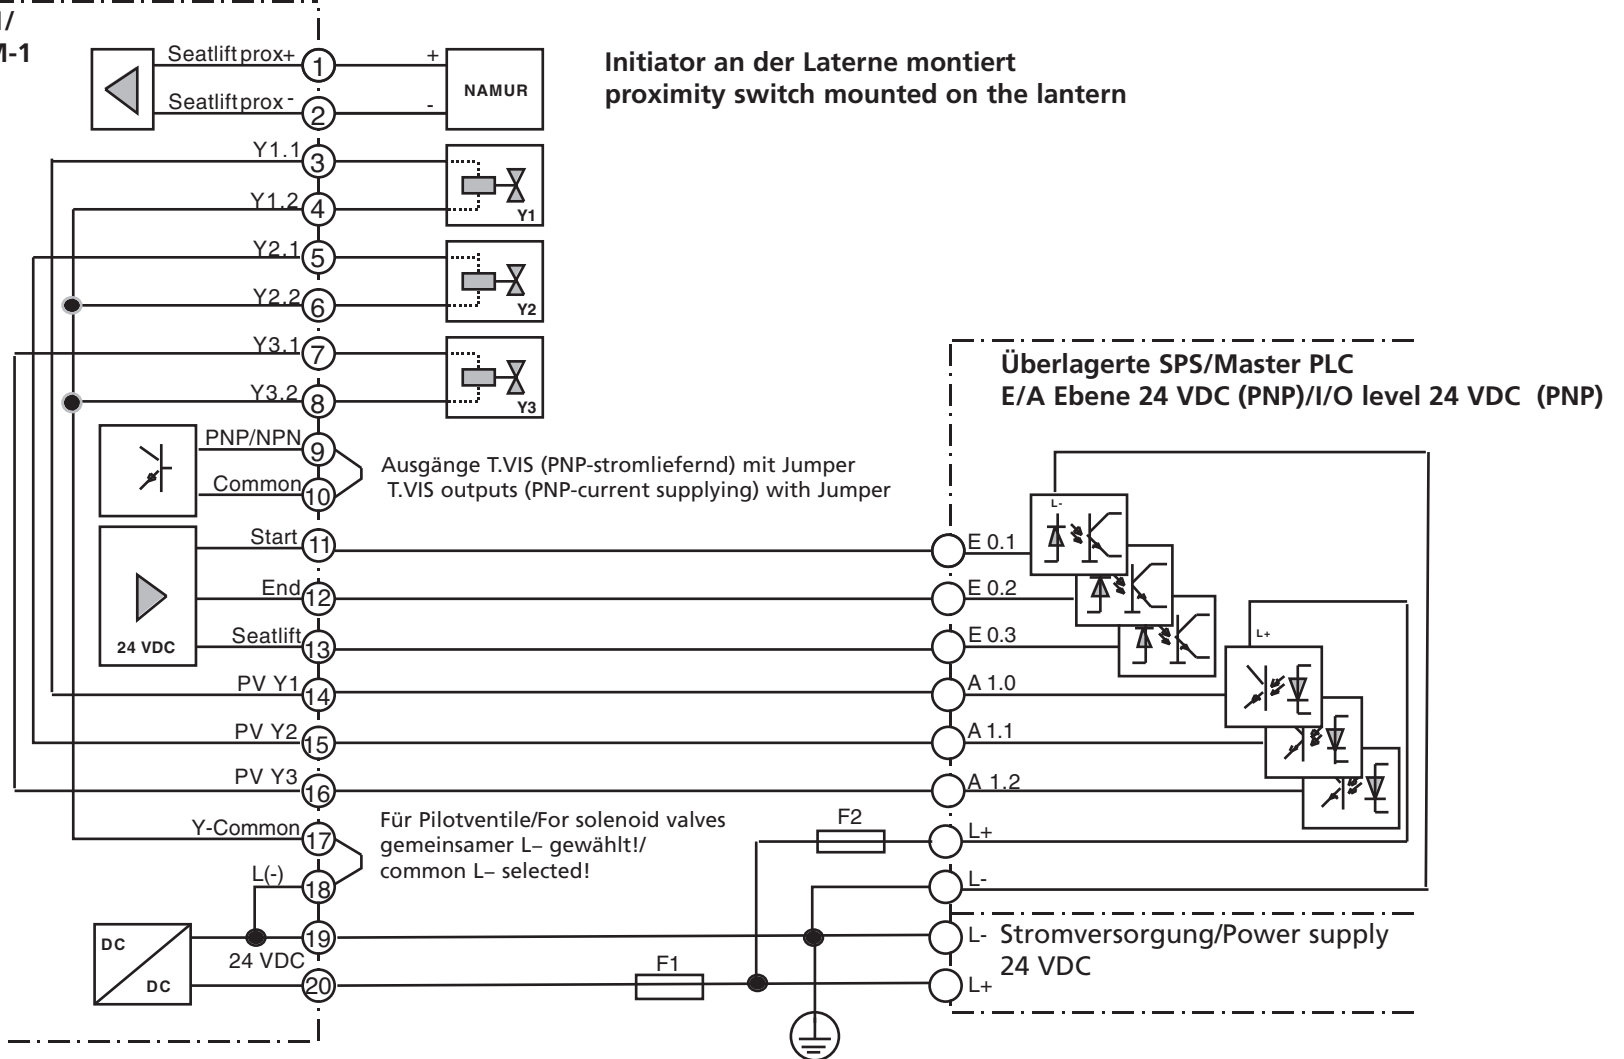 l/
M-1
Seatlift prox+
1
+
NAMUR
Seatlift prox-
2
-
Initiator an der Laterne montiert
proximity switch mounted on the lantern
Y1.1
3
Y1.2
4
Y1
Y2.1
5
Y2.2
6
Y2
Y3.1
7
Y3.2
8
Y3
Überlagerte SPS/Master PLC
E/A Ebene 24 VDC (PNP)/I/O level 24 VDC (PNP)
PNP/NPN
9
Common
10
Ausgänge T.VIS (PNP-stromliefernd) mit Jumper
T.VIS outputs (PNP-current supplying) with Jumper
L-
Start
11
E 0.1
End
12
E 0.2
Seatlift
13
E 0.3
24 VDC
L+
PV Y1
14
A 1.0
PV Y2
15
A 1.1
PV Y3
16
A 1.2
Y-Common
17
Für Pilotventile/For solenoid valves
gemeinsamer L– gewählt!/
common L– selected!
F2
L+
L(-)
18
L-
DC
DC
19
24 VDC
20
F1
L-
L+
Stromversorgung/Power supply
24 VDC